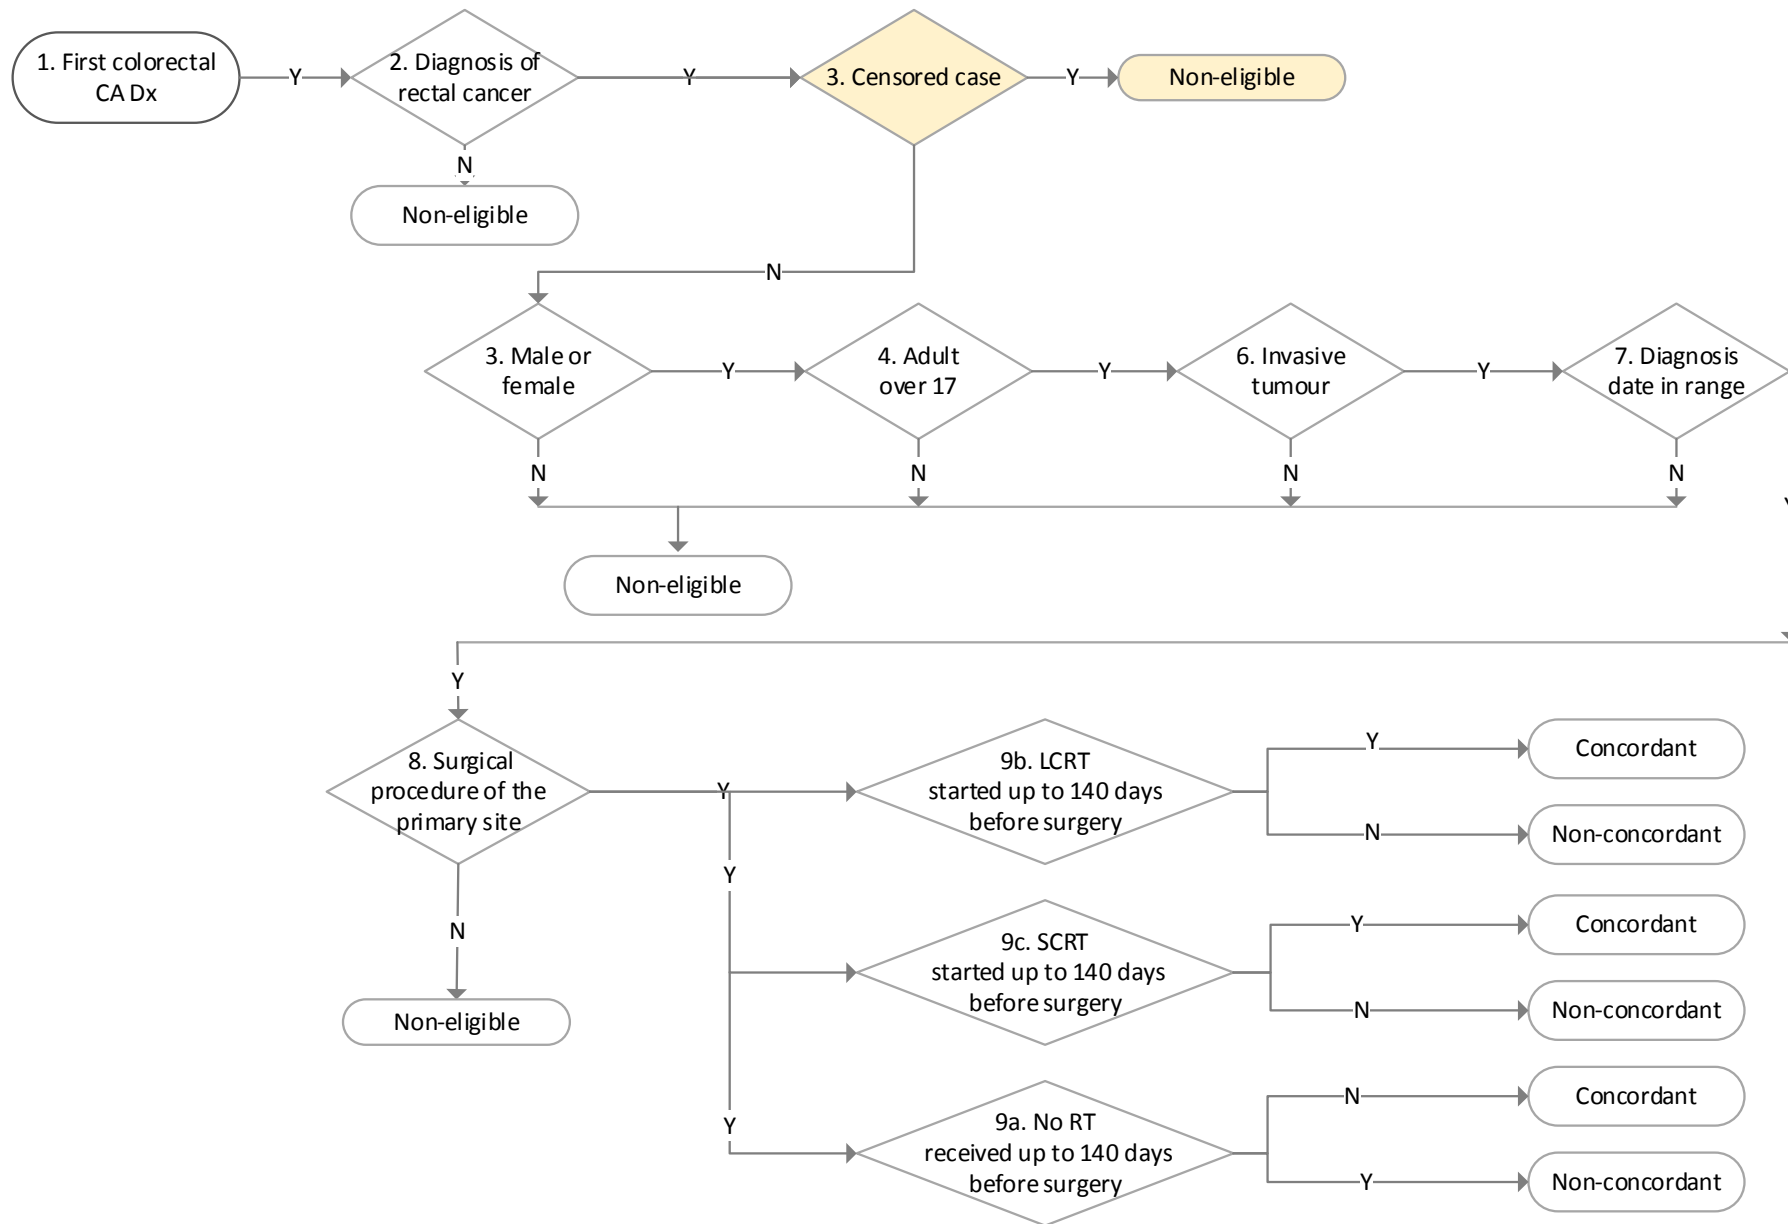 1. First colorectal
CA Dx
Y
2. Diagnosis of
rectal cancer
Y
3. Censored case
Y
Non-eligible
N
Non-eligible
N
3. Male or
female
Y
4. Adult
over 17
Y
6. Invasive
tumour
Y
7. Diagnosis
date in range
N
N
N
N
Y
Non-eligible
Y
8. Surgical
procedure of the
primary site
Y
9b. LCRT
started up to 140 days
before surgery
Y
Concordant
N
Non-concordant
Y
N
Non-eligible
9c. SCRT
started up to 140 days
before surgery
Y
Concordant
N
Non-concordant
Y
9a. No RT
received up to 140 days
before surgery
N
Concordant
Y
Non-concordant